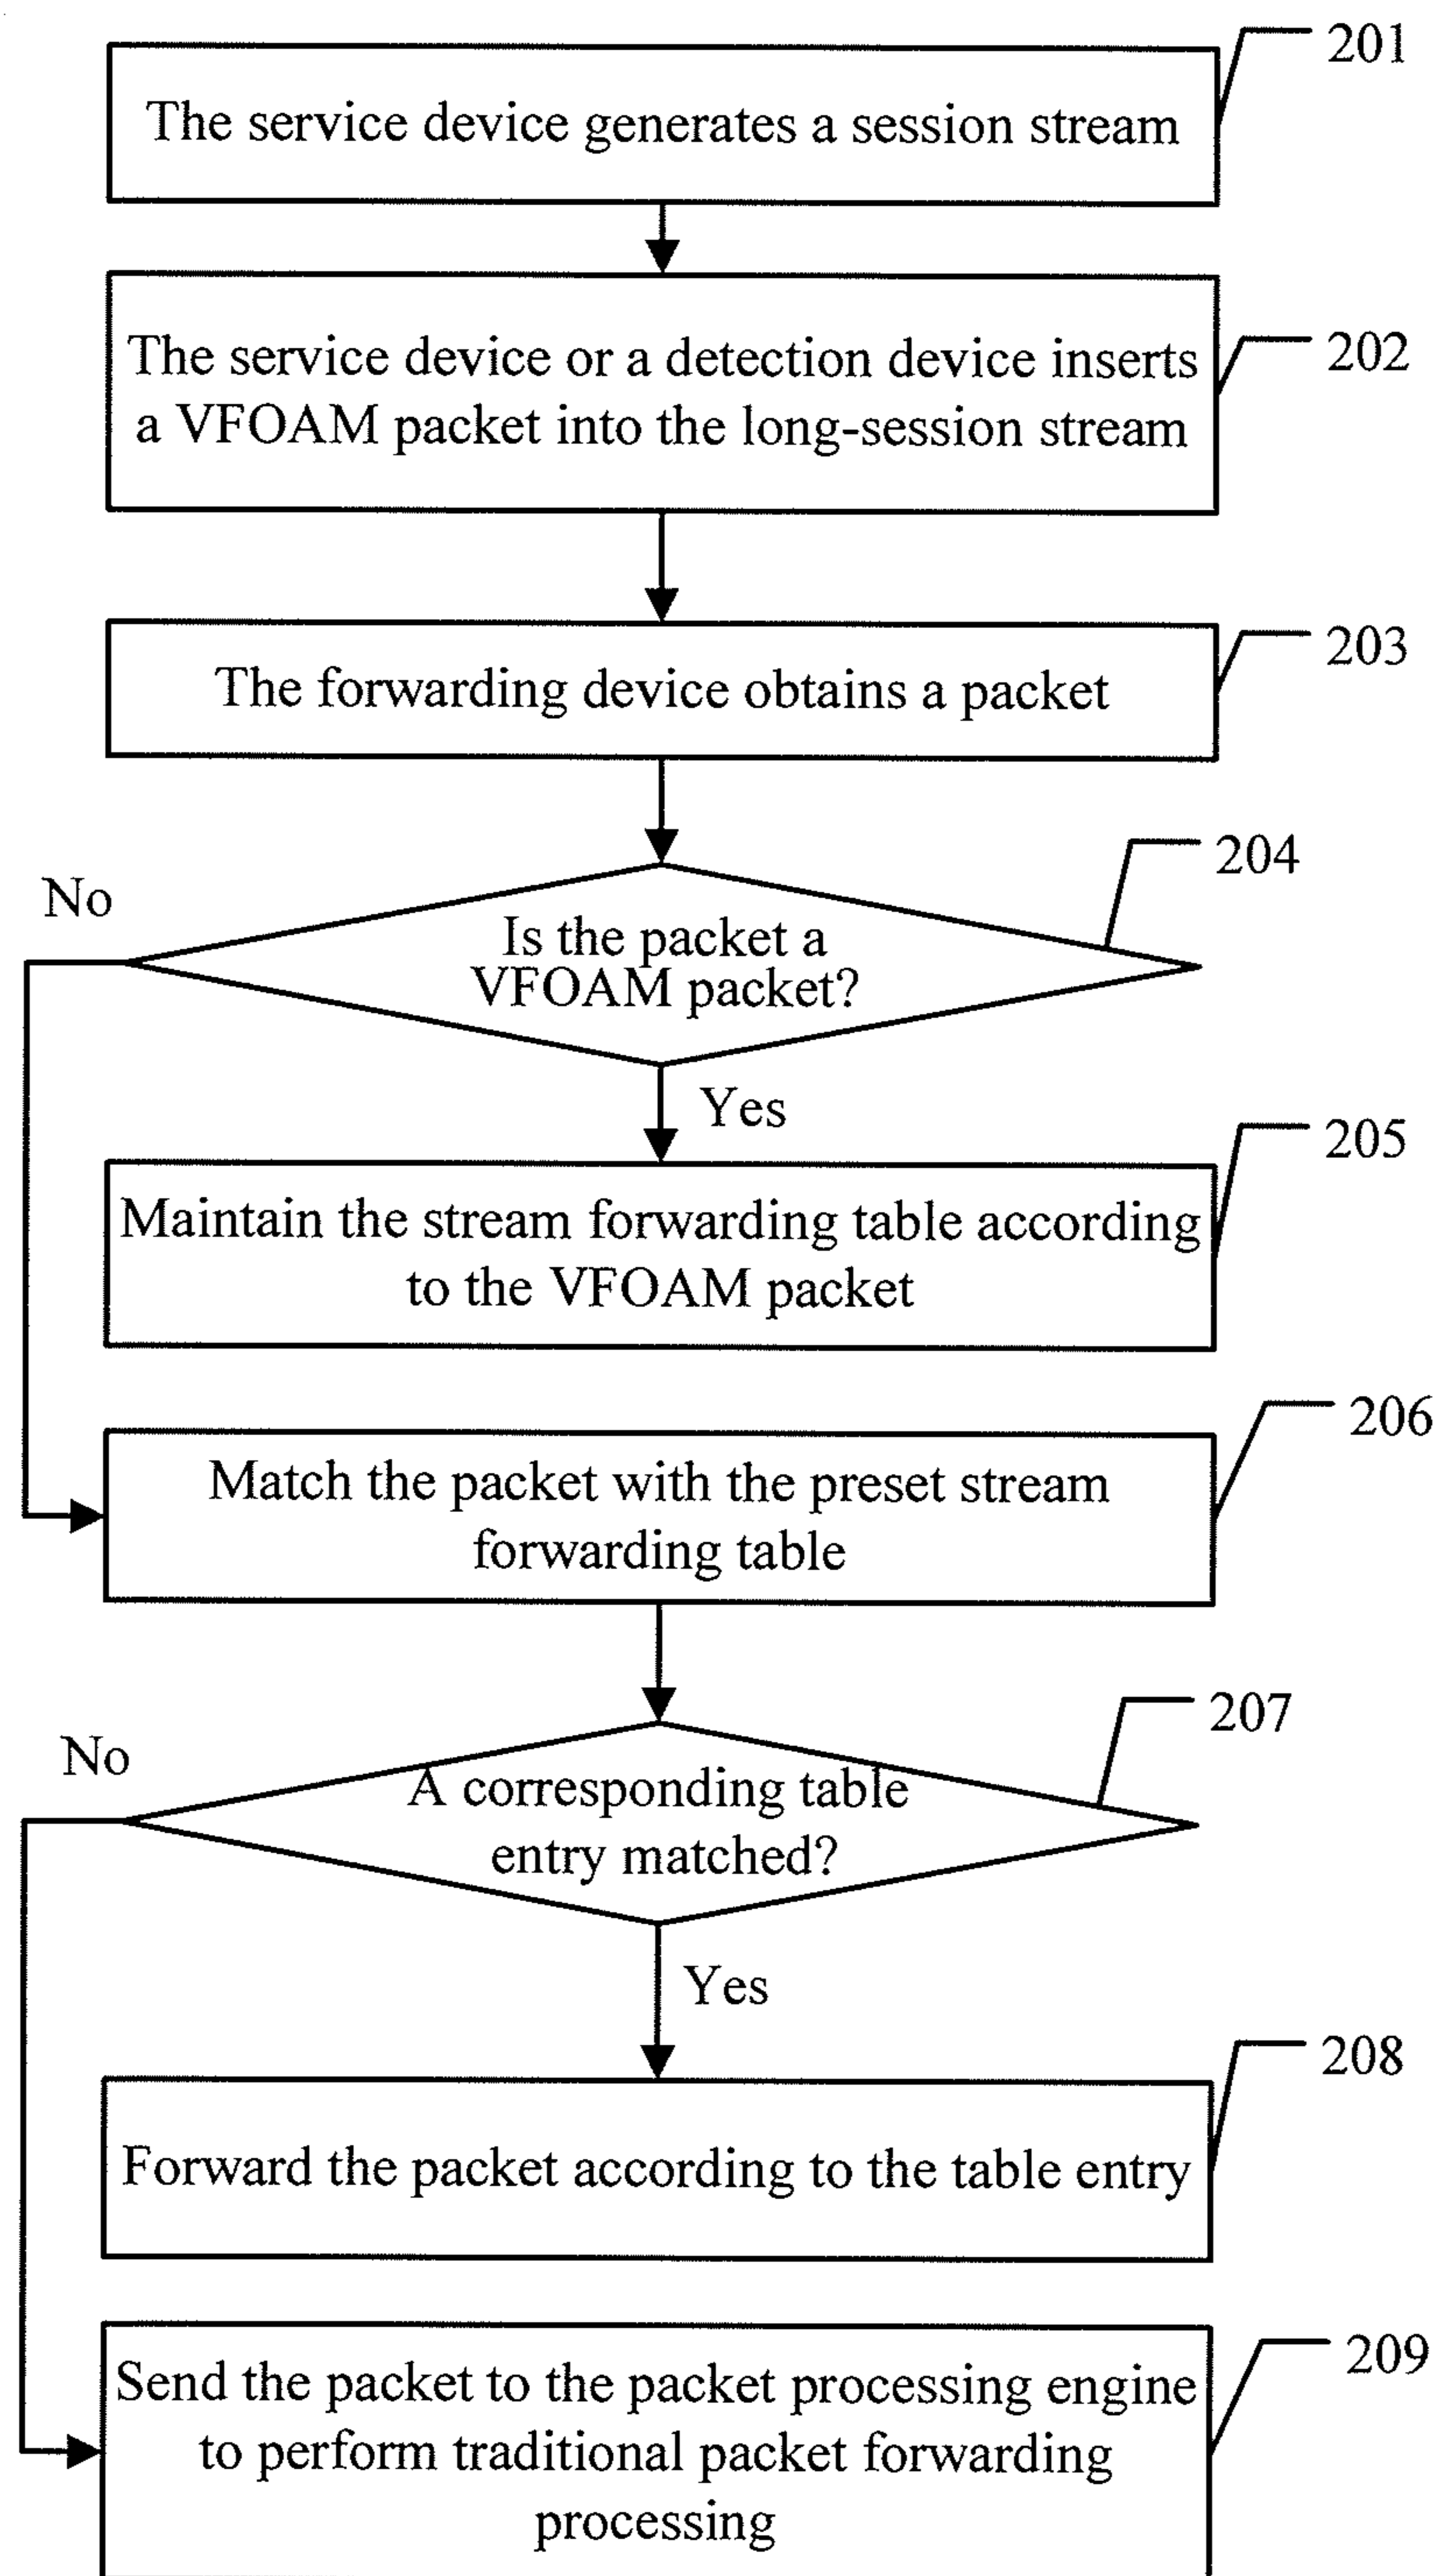 201
The service device generates a session stream
The service device or a detection device inserts
a VFOAM packet into the long-session stream
202
The forwarding device obtains a packet
203
204
No
Is the packet a
VFOAM packet?
Yes
205
Maintain the stream forwarding table according
to the VFOAM packet
206
Match the packet with the preset stream
forwarding table
207
No
A corresponding table
entry matched?
Yes
208
Forward the packet according to the table entry
209
Send the packet to the packet processing engine
to perform traditional packet forwarding
processing